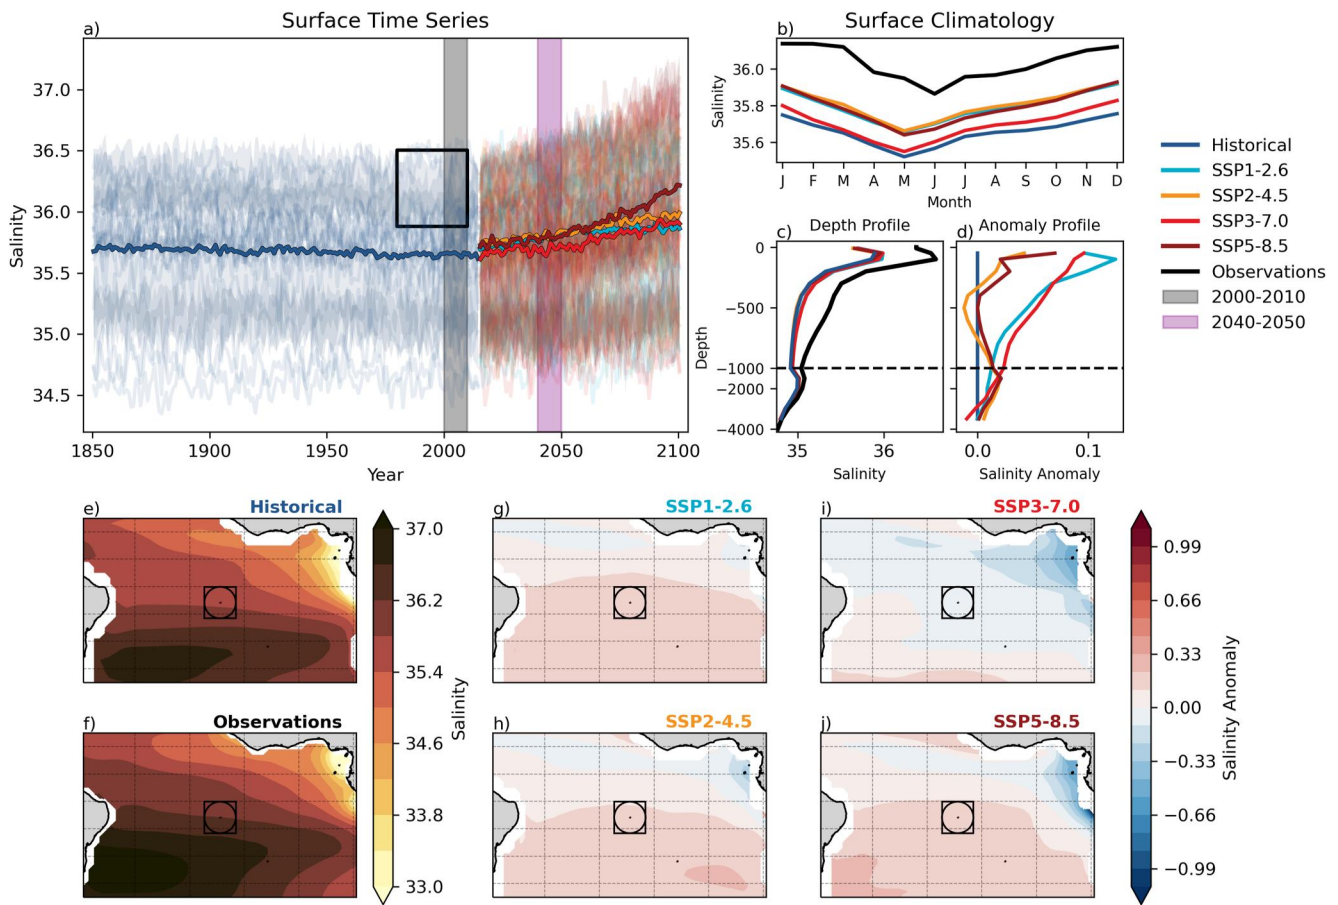 a)
Surface Time Series
Salinity
37.0
36.5
36.0
35.5
35.0
34.5
1850
1900
1950
2000
2050
2100
Year
b)
Surface Climatology
Salinity
36.0
35.8
35.6
J F M A M J J A S O N D
Month
Historical
SSP1-2.6
SSP2-4.5
SSP3-7.0
SSP5-8.5
Observations
2000-2010
2040-2050
c)
Depth Profile
Depth
0
−500
−1000
−2000
−4000
35
36
Salinity
d)
Anomaly Profile
0.0
0.1
Salinity Anomaly
e)
Historical
f)
Observations
37.0
36.2
35.4
34.6
33.8
33.0
Salinity
g)
SSP1-2.6
h)
SSP2-4.5
i)
SSP3-7.0
j)
SSP5-8.5
0.99
0.66
0.33
0.00
−0.33
−0.66
−0.99
Salinity Anomaly